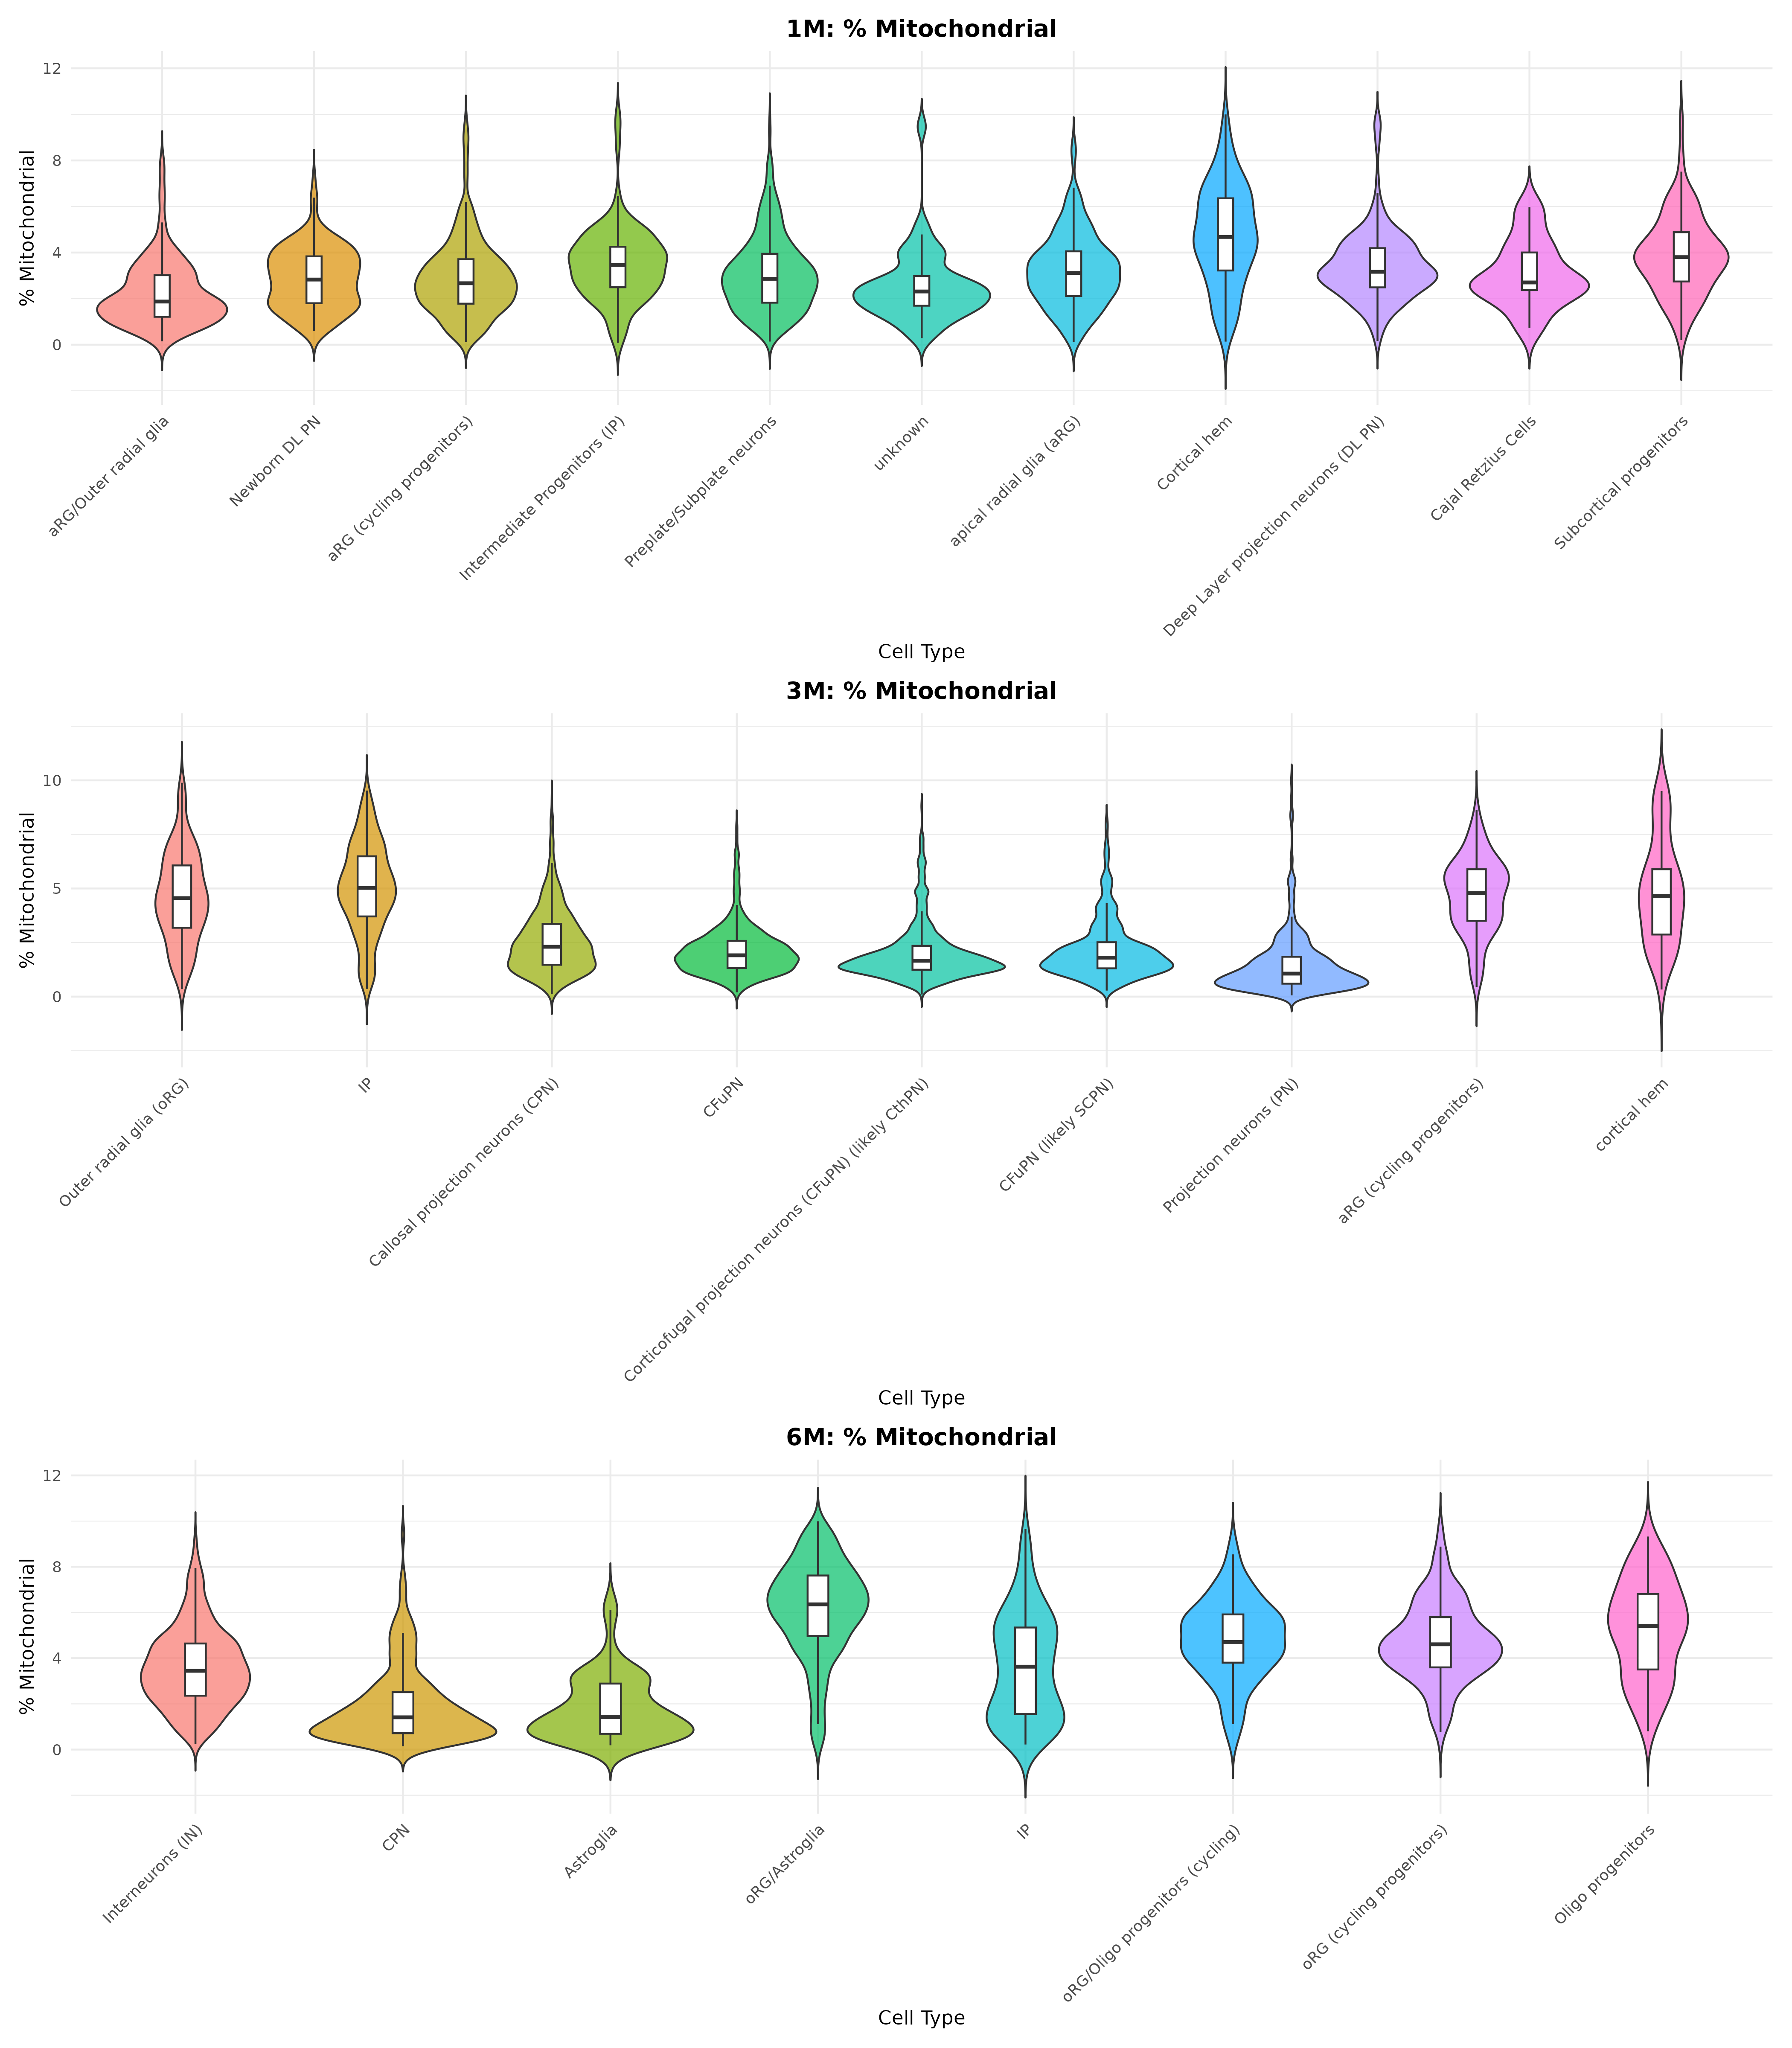 1M: % Mitochondrial
% Mitochondrial
12
8
4
0
aRG/Outer radial glia
Newborn DL PN
aRG (cycling progenitors)
Intermediate Progenitors (IP)
Preplate/Subplate neurons
unknown
apical radial glia (aRG)
Cortical hem
Deep Layer projection neurons (DL PN)
Cajal Retzius Cells
Subcortical progenitors
Cell Type
3M: % Mitochondrial
% Mitochondrial
10
5
0
Outer radial glia (oRG)
IP
Callosal projection neurons (CPN)
CFuPN
Corticofugal projection neurons (CFuPN) (likely CthPN)
CFuPN (likely SCPN)
Projection neurons (PN)
aRG (cycling progenitors)
cortical hem
Cell Type
6M: % Mitochondrial
% Mitochondrial
12
8
4
0
Interneurons (IN)
CPN
Astroglia
oRG/Astroglia
IP
oRG/Oligo progenitors (cycling)
oRG (cycling progenitors)
Oligo progenitors
Cell Type